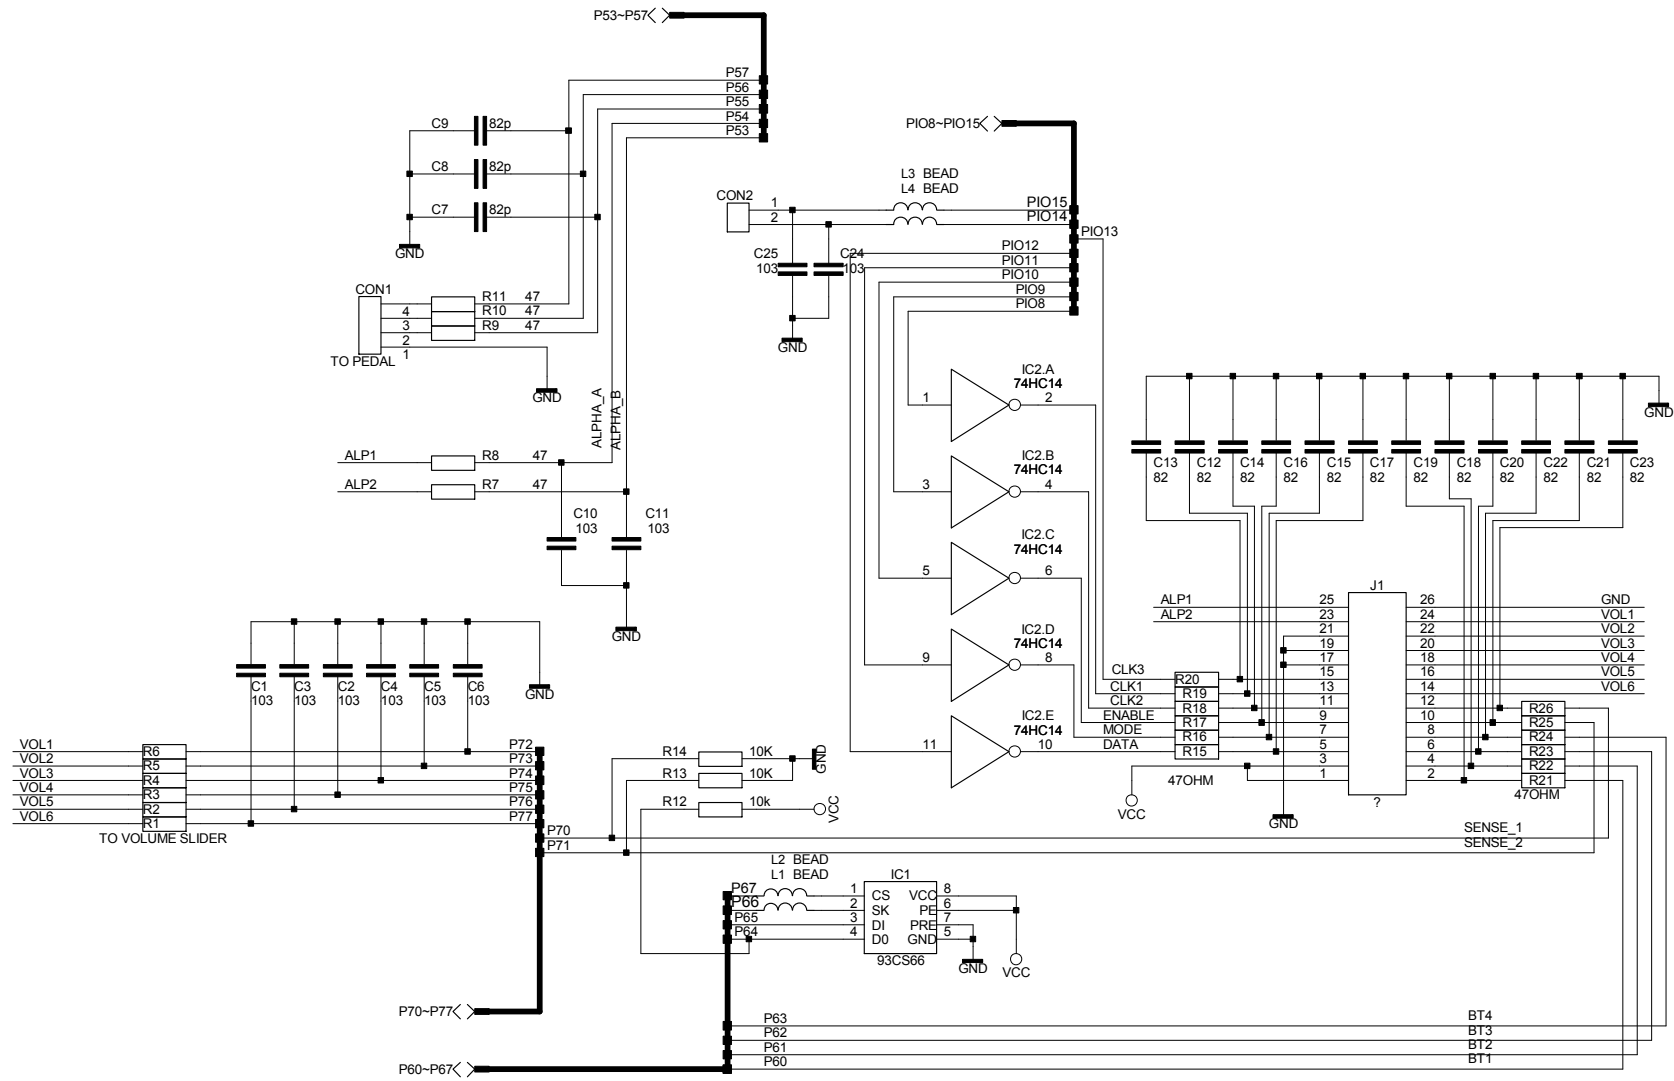 P53~P57
P57
P56
P55
P54
P53
C9 82p
C8 82p
C7 82p
GND
PIO8~PIO15
L3 BEAD
L4 BEAD
CON2
1
2
PIO15
PIO14
PIO13
PIO12
PIO11
PIO10
PIO9
PIO8
C25
103
C24
103
GND
CON1
4
3
2
1
TO PEDAL
R11 47
R10 47
R9 47
GND
ALPHA_A
ALPHA_B
ALP1 R8 47
ALP2 R7 47
C10
103
C11
103
GND
IC2.A
74HC14
1 2
IC2.B
74HC14
3 4
IC2.C
74HC14
5 6
IC2.D
74HC14
9 8
IC2.E
74HC14
11 10
GND
C13 C12 C14 C16 C15 C17 C19 C18 C20 C22 C21 C23
82 82 82 82 82 82 82 82 82 82 82 82
J1
ALP1 25 26 GND
ALP2 23 24 VOL1
21 22 VOL2
19 20 VOL3
17 18 VOL4
15 16 VOL5
13 14 VOL6
11 12
9 10
7 8
5 6
3 4
1 2
?
CLK3 R20
CLK1 R19
CLK2 R18
ENABLE R17
MODE R16
DATA R15
47OHM
R26
R25
R24
R23
R22
R21
47OHM
VCC
GND
C1 C3 C2 C4 C5 C6
103 103 103 103 103 103
GND
VOL1 R6 P72
VOL2 R5 P73
VOL3 R4 P74
VOL4 R3 P75
VOL5 R2 P76
VOL6 R1 P77
TO VOLUME SLIDER
P70
P71
R14 10K
R13 10K
R12 10k
GND
VCC
SENSE_1
SENSE_2
L2 BEAD
L1 BEAD
IC1
P67 1 CS VCC 8
P66 2 SK PE 6
P65 3 DI PRE 7
P64 4 D0 GND 5
93CS66
GND
VCC
P70~P77
P63 BT4
P62 BT3
P61 BT2
P60 BT1
P60~P67